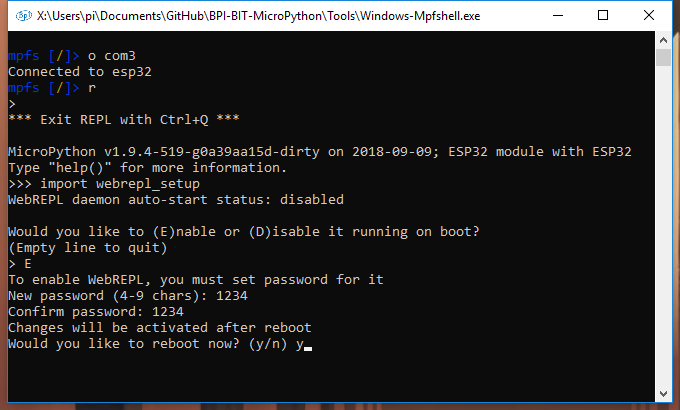 X:\Users\pi\Documents\GitHub\BPI-BIT-MicroPython\Tools\Windows-Mpfshell.exe
mpfs [/]> o com3
Connected to esp32
mpfs [/]> r
>
*** Exit REPL with Ctrl+Q ***
MicroPython v1.9.4-519-g0a39aa15d-dirty on 2018-09-09; ESP32 module with ESP32
Type "help()" for more information.
>>> import webrepl_setup
WebREPL daemon auto-start status: disabled
Would you like to (E)nable or (D)isable it running on boot?
(Empty line to quit)
> E
To enable WebREPL, you must set password for it
New password (4-9 chars): 1234
Confirm password: 1234
Changes will be activated after reboot
Would you like to reboot now? (y/n) y